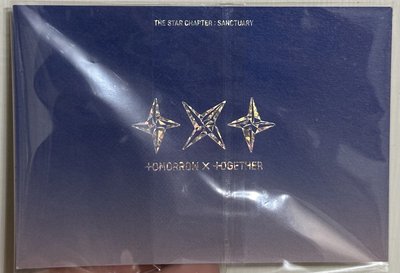 THE STAR CHAPTER : SANCTUARY
TOMORROW X TOGETHER